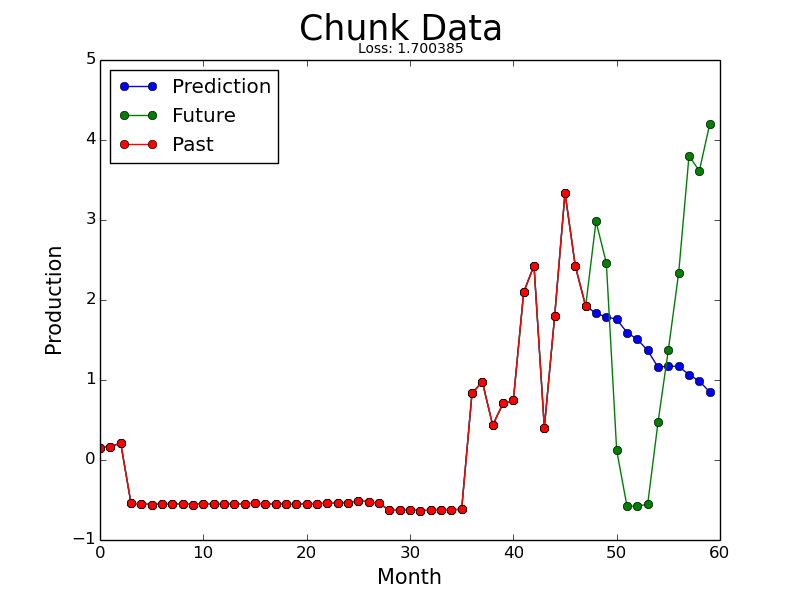 Chunk Data
Loss: 1.700385
Prediction
Future
Past
5
4
3
2
1
0
−1
0 10 20 30 40 50 60
Production
Month